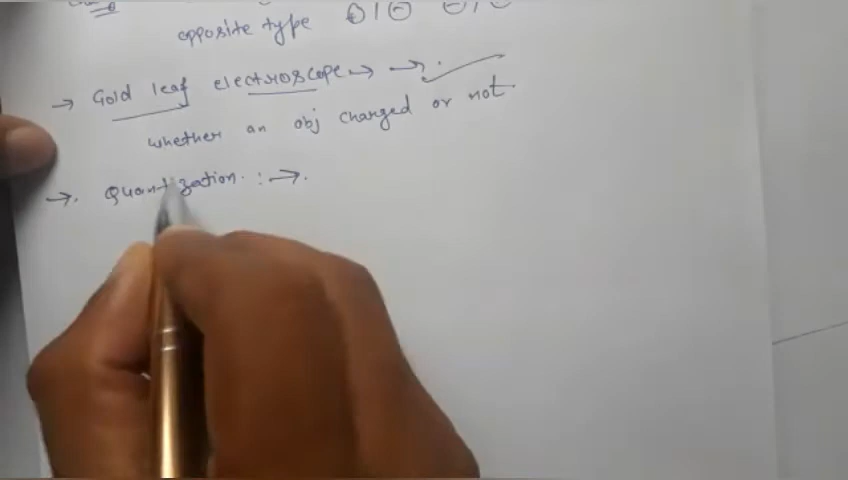 opposite type ⊕ | ⊖ ⊖ / ⊕
→ Gold leaf electroscope → →.
whether an obj charged or not.
→. Quantization. : →.